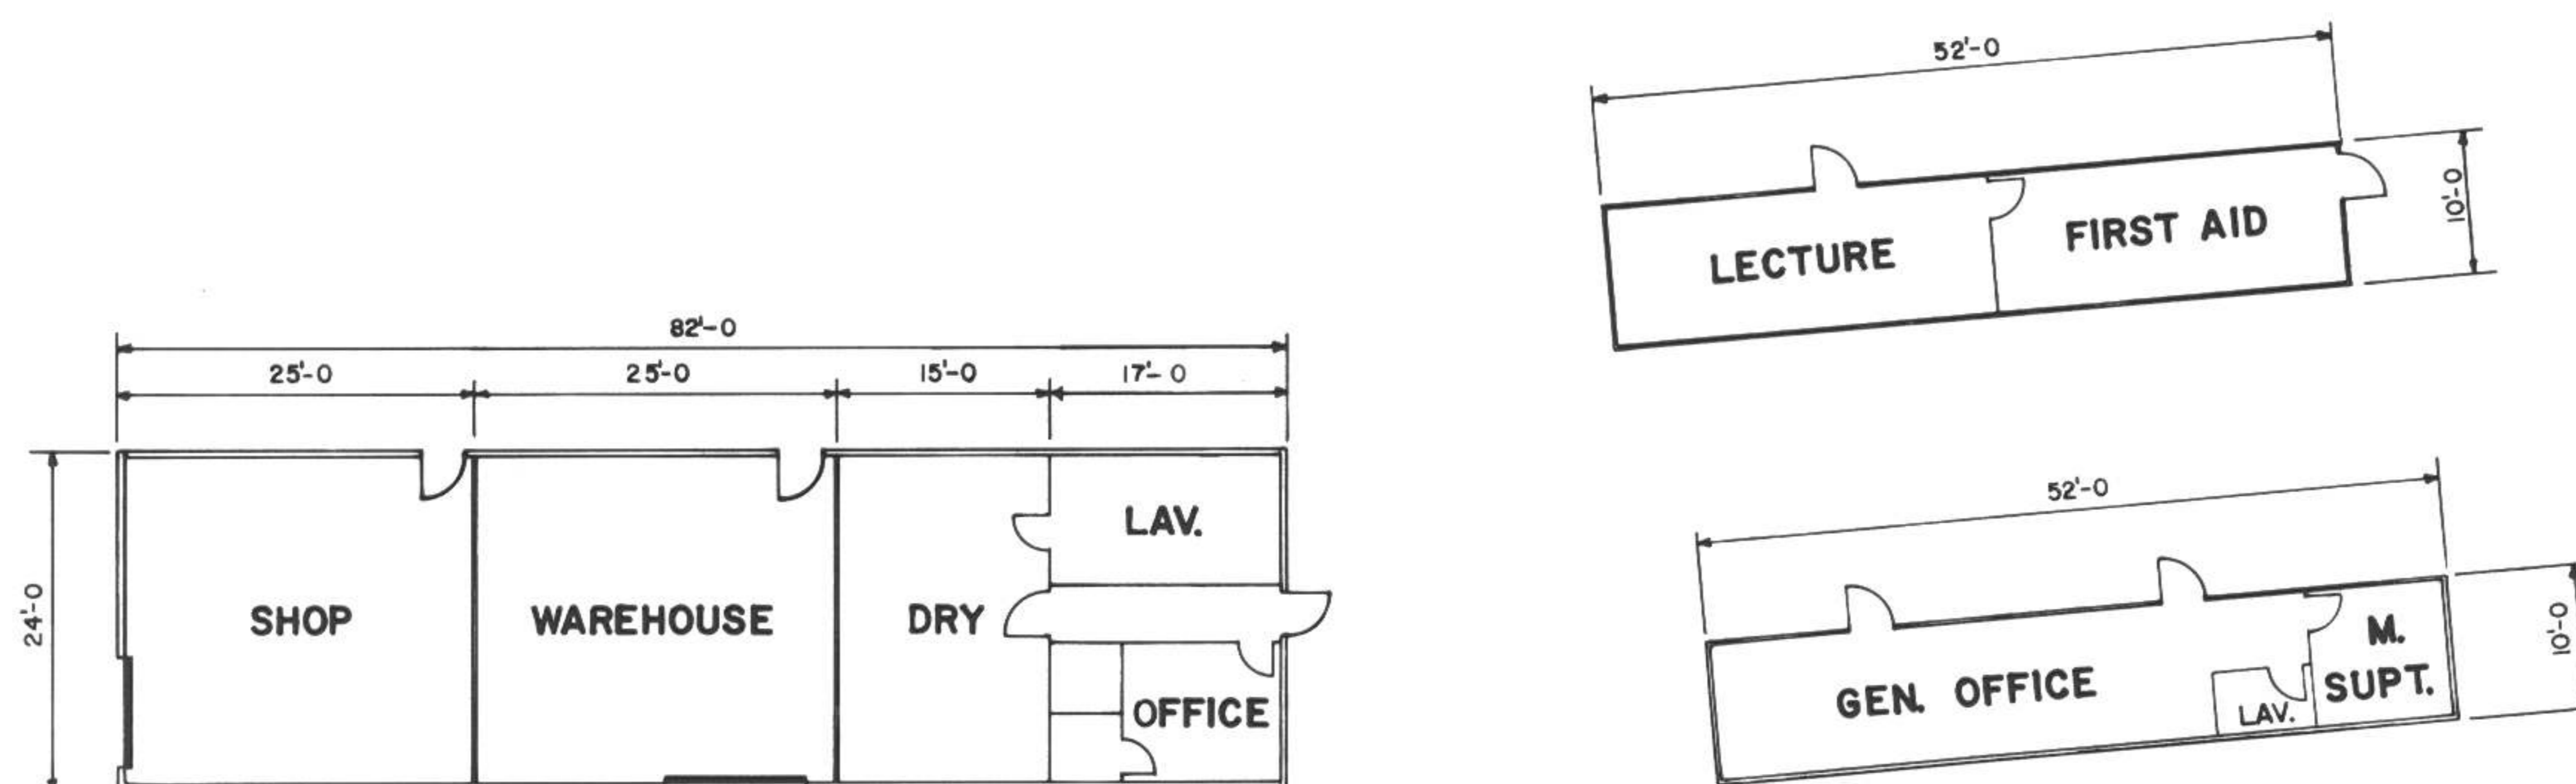 52'-0
10'-0
LECTURE
FIRST AID
82'-0
25'-0
25'-0
15'-0
17'-0
24'-0
SHOP
WAREHOUSE
DRY
LAV.
OFFICE
52'-0
10'-0
GEN. OFFICE
LAV.
M.
SUPT.